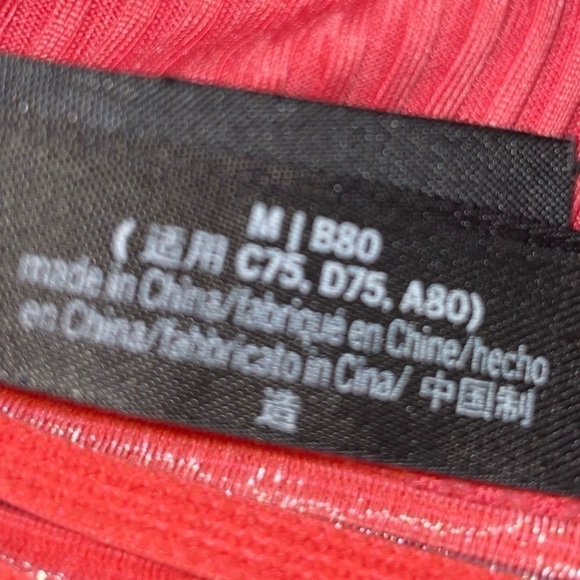 M | B80
( 适用 C75, D75, A80)
made in China/fabriqué en Chine/hecho
en China/fabbricato in Cina/ 中国制
造